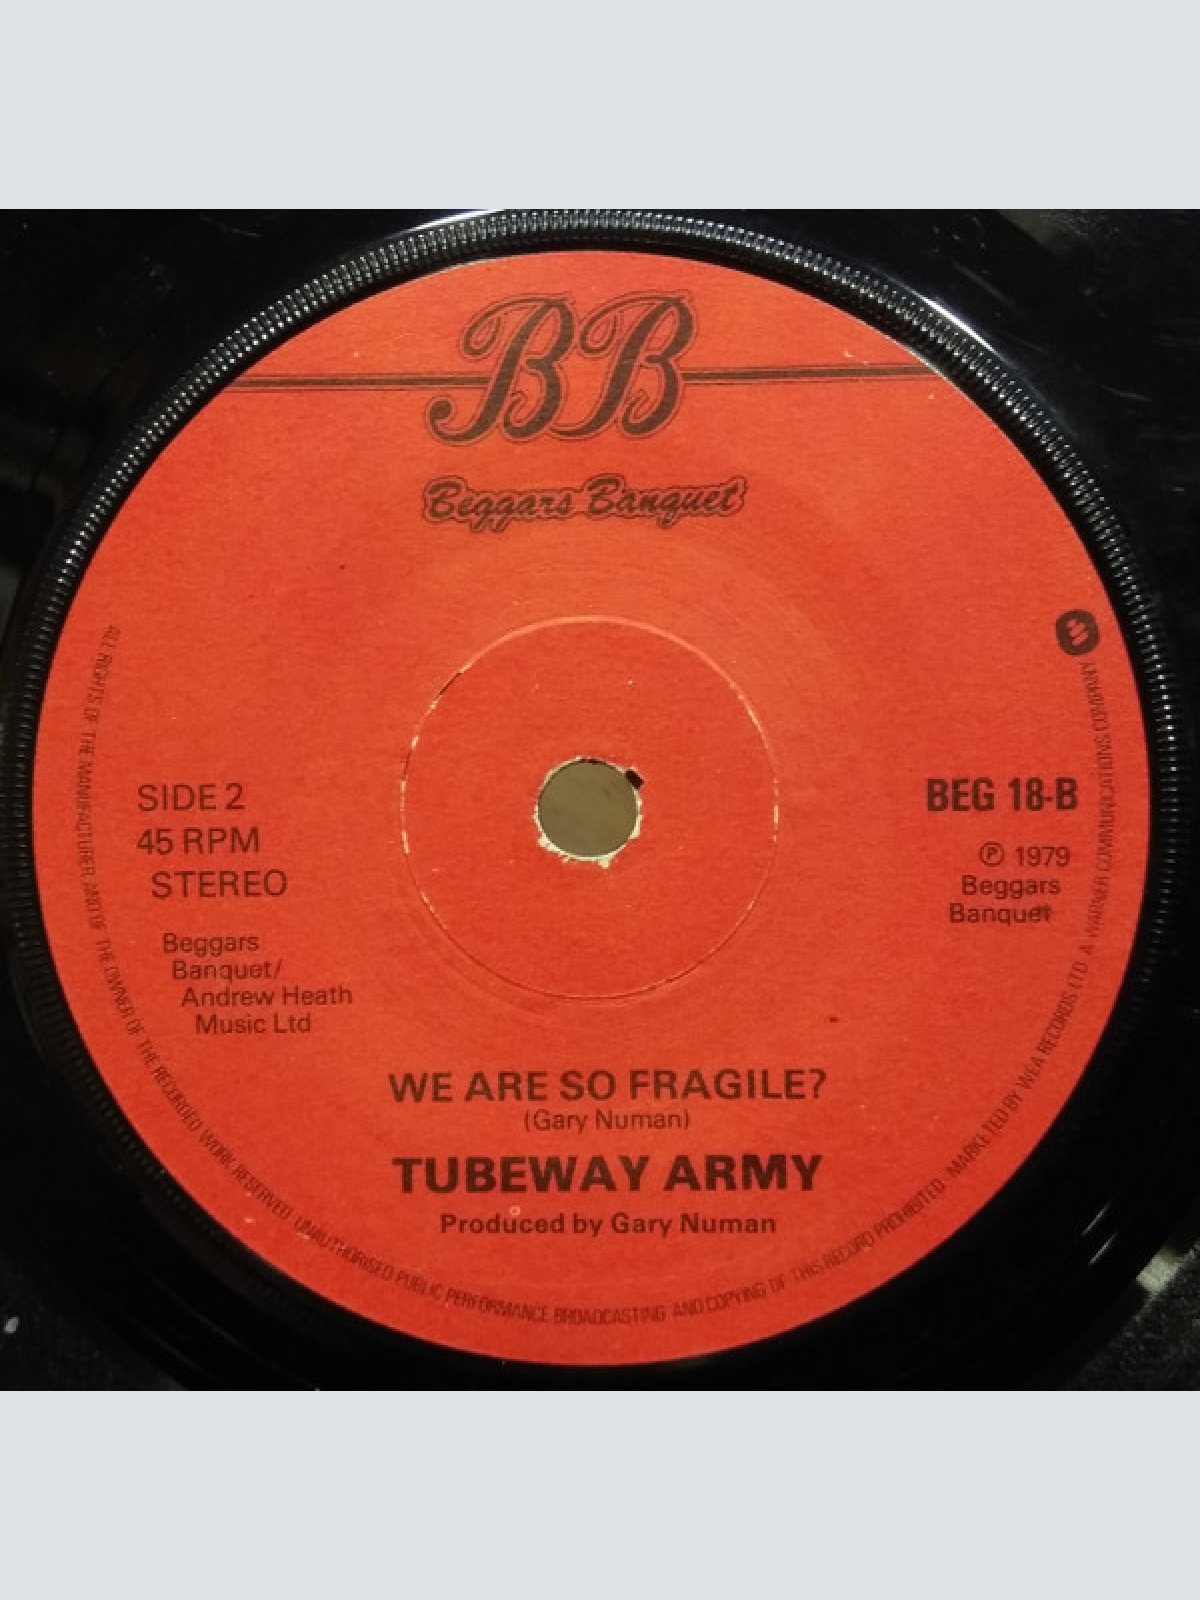 BB
Beggars Banquet
SIDE 2
45 RPM
STEREO
Beggars
Banquet/
Andrew Heath
Music Ltd
BEG 18-B
℗ 1979
Beggars
Banquet
WE ARE SO FRAGILE?
(Gary Numan)
TUBEWAY ARMY
Produced by Gary Numan
ALL RIGHTS OF THE MANUFACTURER AND OF THE OWNER OF THE RECORDED WORK RESERVED. UNAUTHORISED PUBLIC PERFORMANCE BROADCASTING AND COPYING OF THIS RECORD PROHIBITED - MARKETED BY WEA RECORDS LTD A WARNER COMMUNICATIONS COMPANY